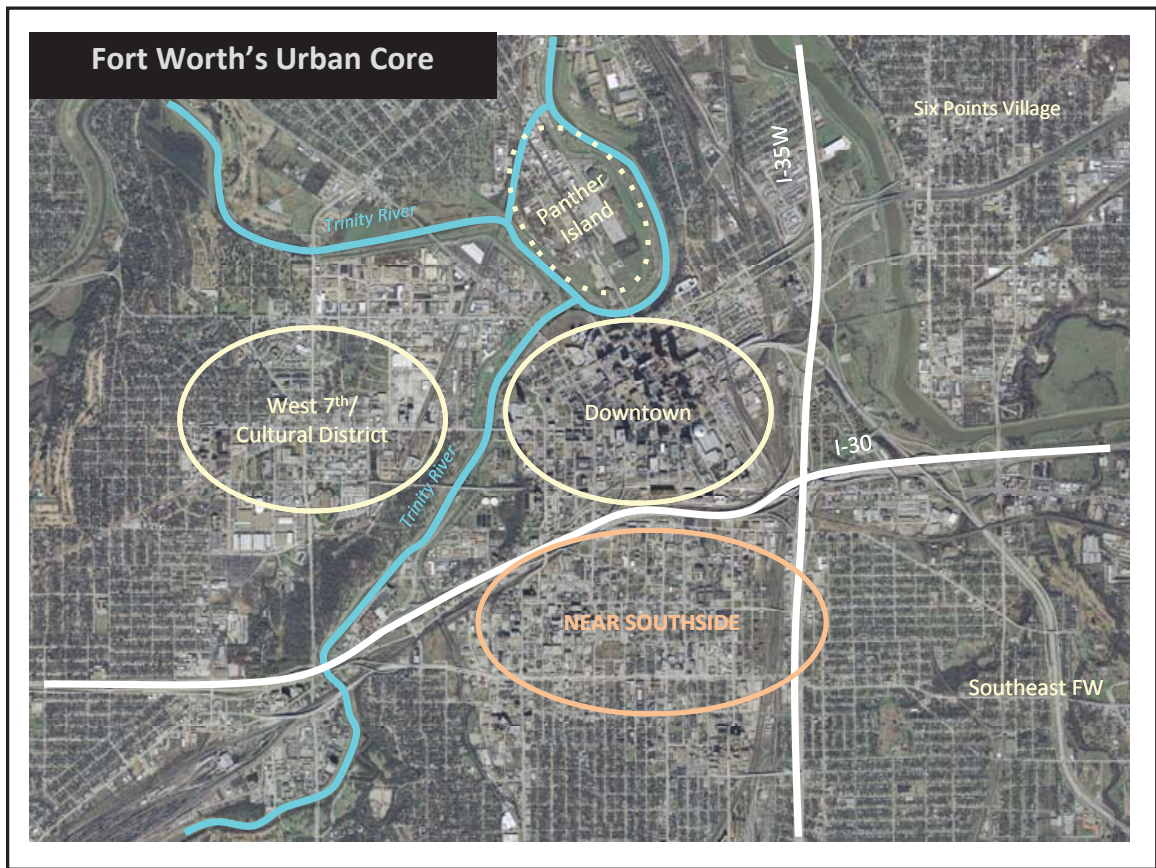 Fort Worth's Urban Core
Six Points Village
I-35W
Panther
Island
Trinity River
West 7th/
Cultural District
Downtown
I-30
Trinity River
NEAR SOUTHSIDE
Southeast FW